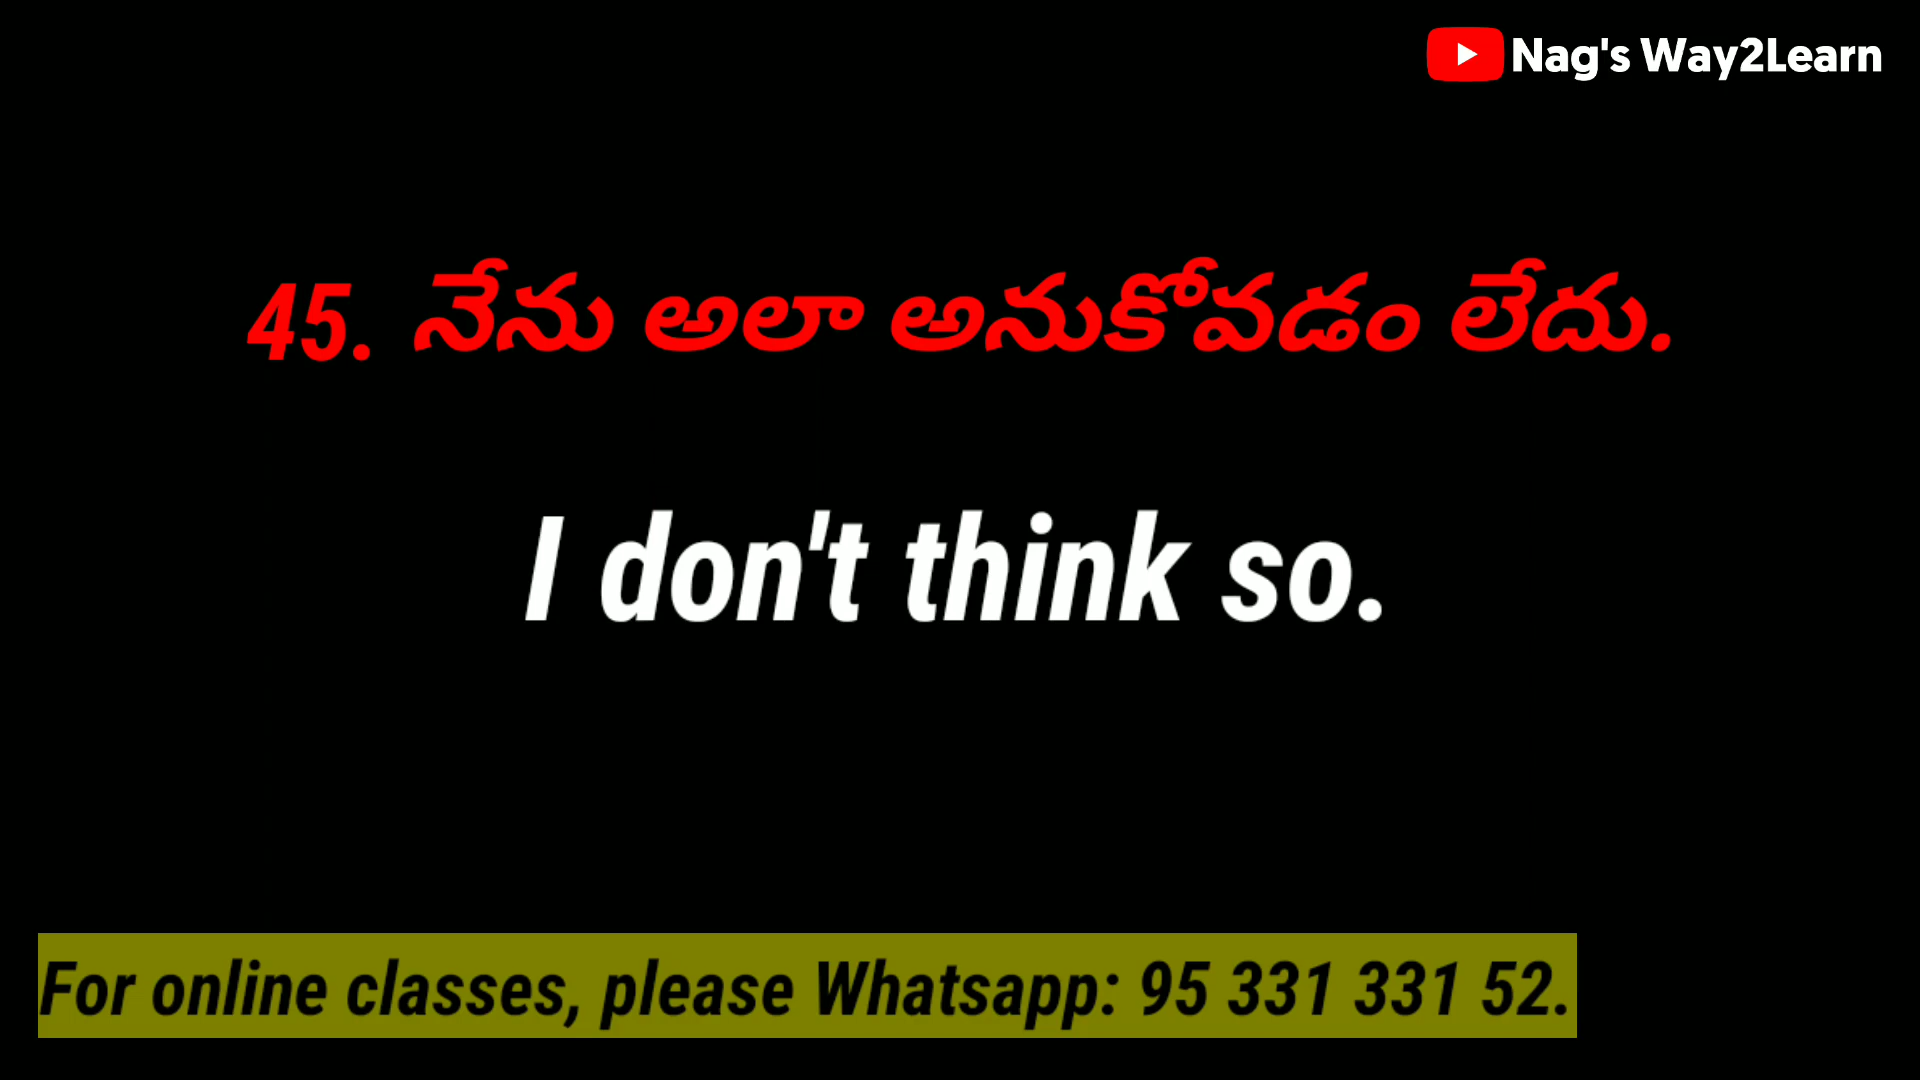 Nag's Way2Learn
45. నేను అలా అనుకోవడం లేదు.
I don't think so.
For online classes, please Whatsapp: 95 331 331 52.